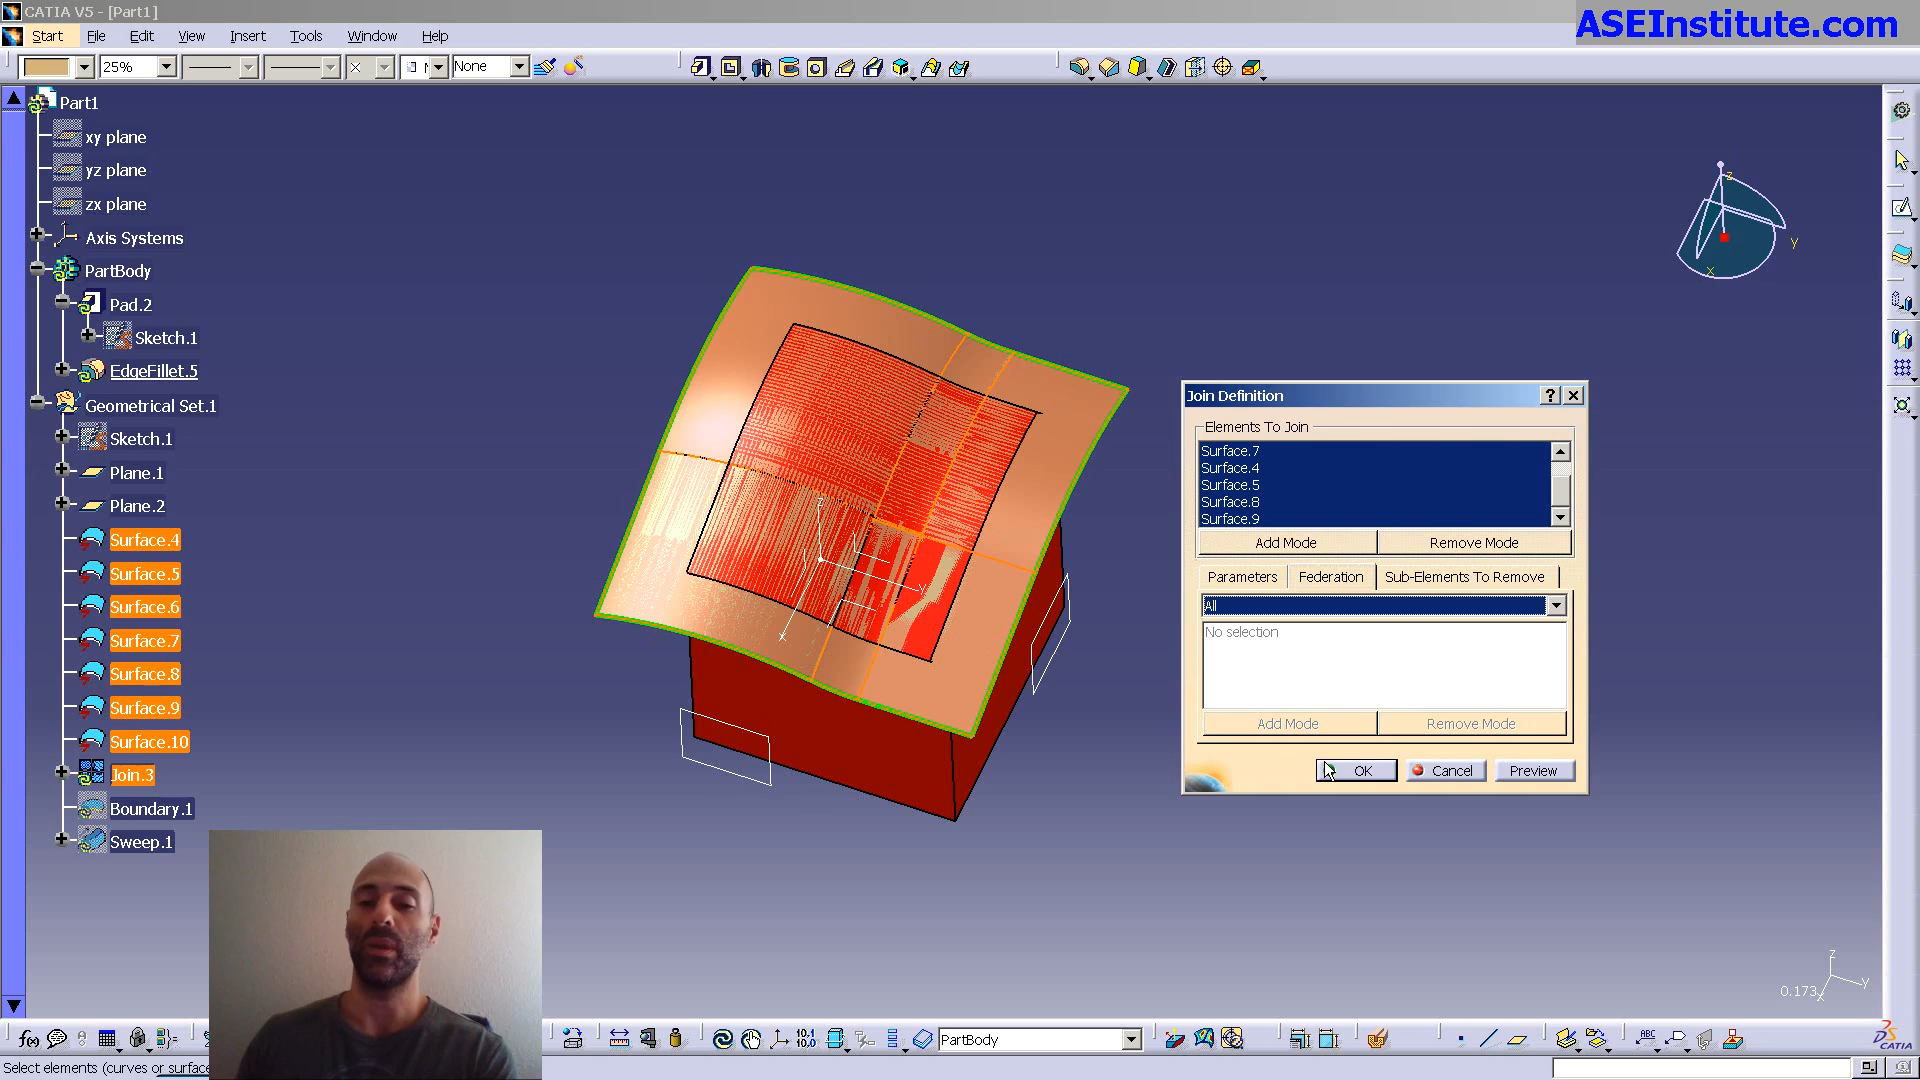 CATIA V5 - [Part1]
ASEInstitute.com
Start File Edit View Insert Tools Window Help
25% None
Part1
xy plane
yz plane
zx plane
Axis Systems
PartBody
Pad.2
Sketch.1
EdgeFillet.5
Geometrical Set.1
Sketch.1
Plane.1
Plane.2
Surface.4
Surface.5
Surface.6
Surface.7
Surface.8
Surface.9
Surface.10
Join.3
Boundary.1
Sweep.1
z
y
x
z
y
x
Join Definition
Elements To Join
Surface.7
Surface.4
Surface.5
Surface.8
Surface.9
Add Mode Remove Mode
Parameters Federation Sub-Elements To Remove
All
No selection
Add Mode Remove Mode
OK Cancel Preview
z
y
x
0.173
PartBody
Select elements (curves or surface
CATIA